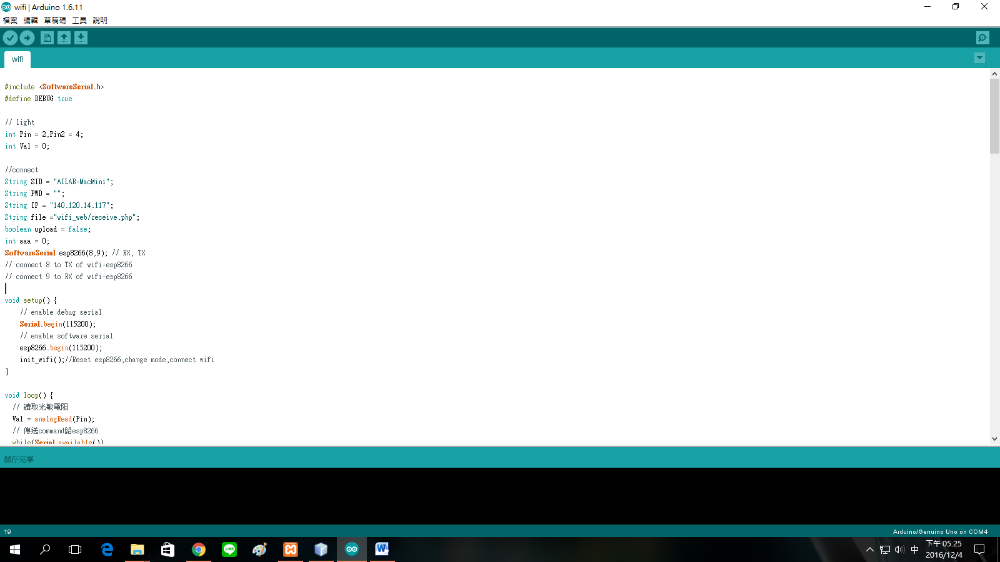 wifi | Arduino 1.6.11
檔案 編輯 草稿碼 工具 說明
wifi
#include <SoftwareSerial.h>
#define DEBUG true
// light
int Pin = 2,Pin2 = 4;
int Val = 0;
//connect
String SID = "AILAB-MacMini";
String PWD = "";
String IP = "140.120.14.117";
String file ="wifi_web/receive.php";
boolean upload = false;
int aaa = 0;
SoftwareSerial esp8266(8,9); // RX, TX
// connect 8 to TX of wifi-esp8266
// connect 9 to RX of wifi-esp8266
void setup() {
    // enable debug serial
    Serial.begin(115200);
    // enable software serial
    esp8266.begin(115200);
    init_wifi();//Reset esp8266,change mode,connect wifi
}
void loop() {
  // 讀取光敏電阻
  Val = analogRead(Pin);
  // 傳送command給esp8266
  while(Serial.available())
儲存完畢
19
Arduino/Genuino Uno on COM4
LINE
中
下午 05:25
2016/12/4